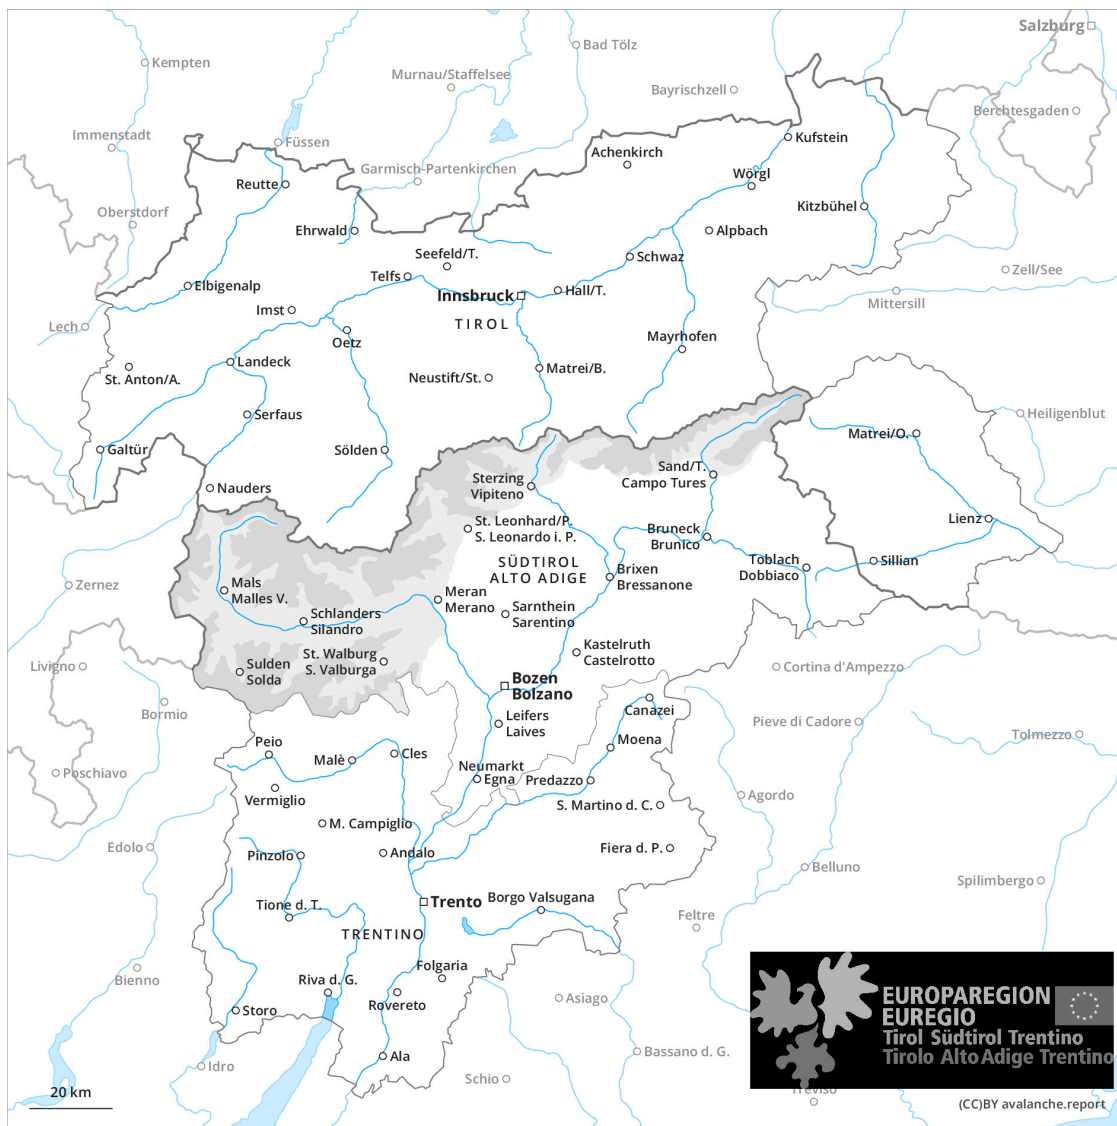 Salzburg
Bad Tölz
Kempten
Murnau/Staffelsee
Bayrischzell
Berchtesgaden
Immenstadt
Füssen
Kufstein
Achenkirch
Garmisch-Partenkirchen
Wörgl
Reutte
Kitzbühel
Oberstdorf
Ehrwald
Alpbach
Seefeld/T.
Schwaz
Zell/See
Telfs
Elbigenalp
Innsbruck
Hall/T.
Mittersill
Imst
TIROL
Lech
Oetz
Mayrhofen
Landeck
Matrei/B.
St. Anton/A.
Neustift/St.
Serfaus
Heiligenblut
Matrei/O.
Galtür
Sölden
Sand/T.
Campo Tures
Sterzing
Vipiteno
Nauders
St. Leonhard/P.
S. Leonardo i. P.
Lienz
Bruneck
Brunico
SÜDTIROL
ALTO ADIGE
Toblach
Dobbiaco
Sillian
Brixen
Bressanone
Zernez
Mals
Malles V.
Meran
Merano
Schlanders
Silandro
Sarnthein
Sarentino
Kastelruth
Castelrotto
St. Walburg
S. Valburga
Livigno
Sulden
Solda
Cortina d'Ampezzo
Bozen
Bolzano
Bormio
Canazei
Leifers
Laives
Pieve di Cadore
Tolmezzo
Moena
Peio
Malè
Cles
Neumarkt
Egna
Predazzo
Poschiavo
Vermiglio
S. Martino d. C.
Agordo
M. Campiglio
Edolo
Pinzolo
Andalo
Fiera d. P.
Belluno
Spilimbergo
Trento
Borgo Valsugana
Tione d. T.
Feltre
TRENTINO
Bienno
Folgaria
Riva d. G.
Rovereto
Asiago
Storo
EUROPAREGION
EUREGIO
Tirol Südtirol Trentino
Tirolo Alto Adige Trentino
Ala
Idro
Bassano d. G.
Schio
Treviso
20 km
(CC)BY avalanche.report